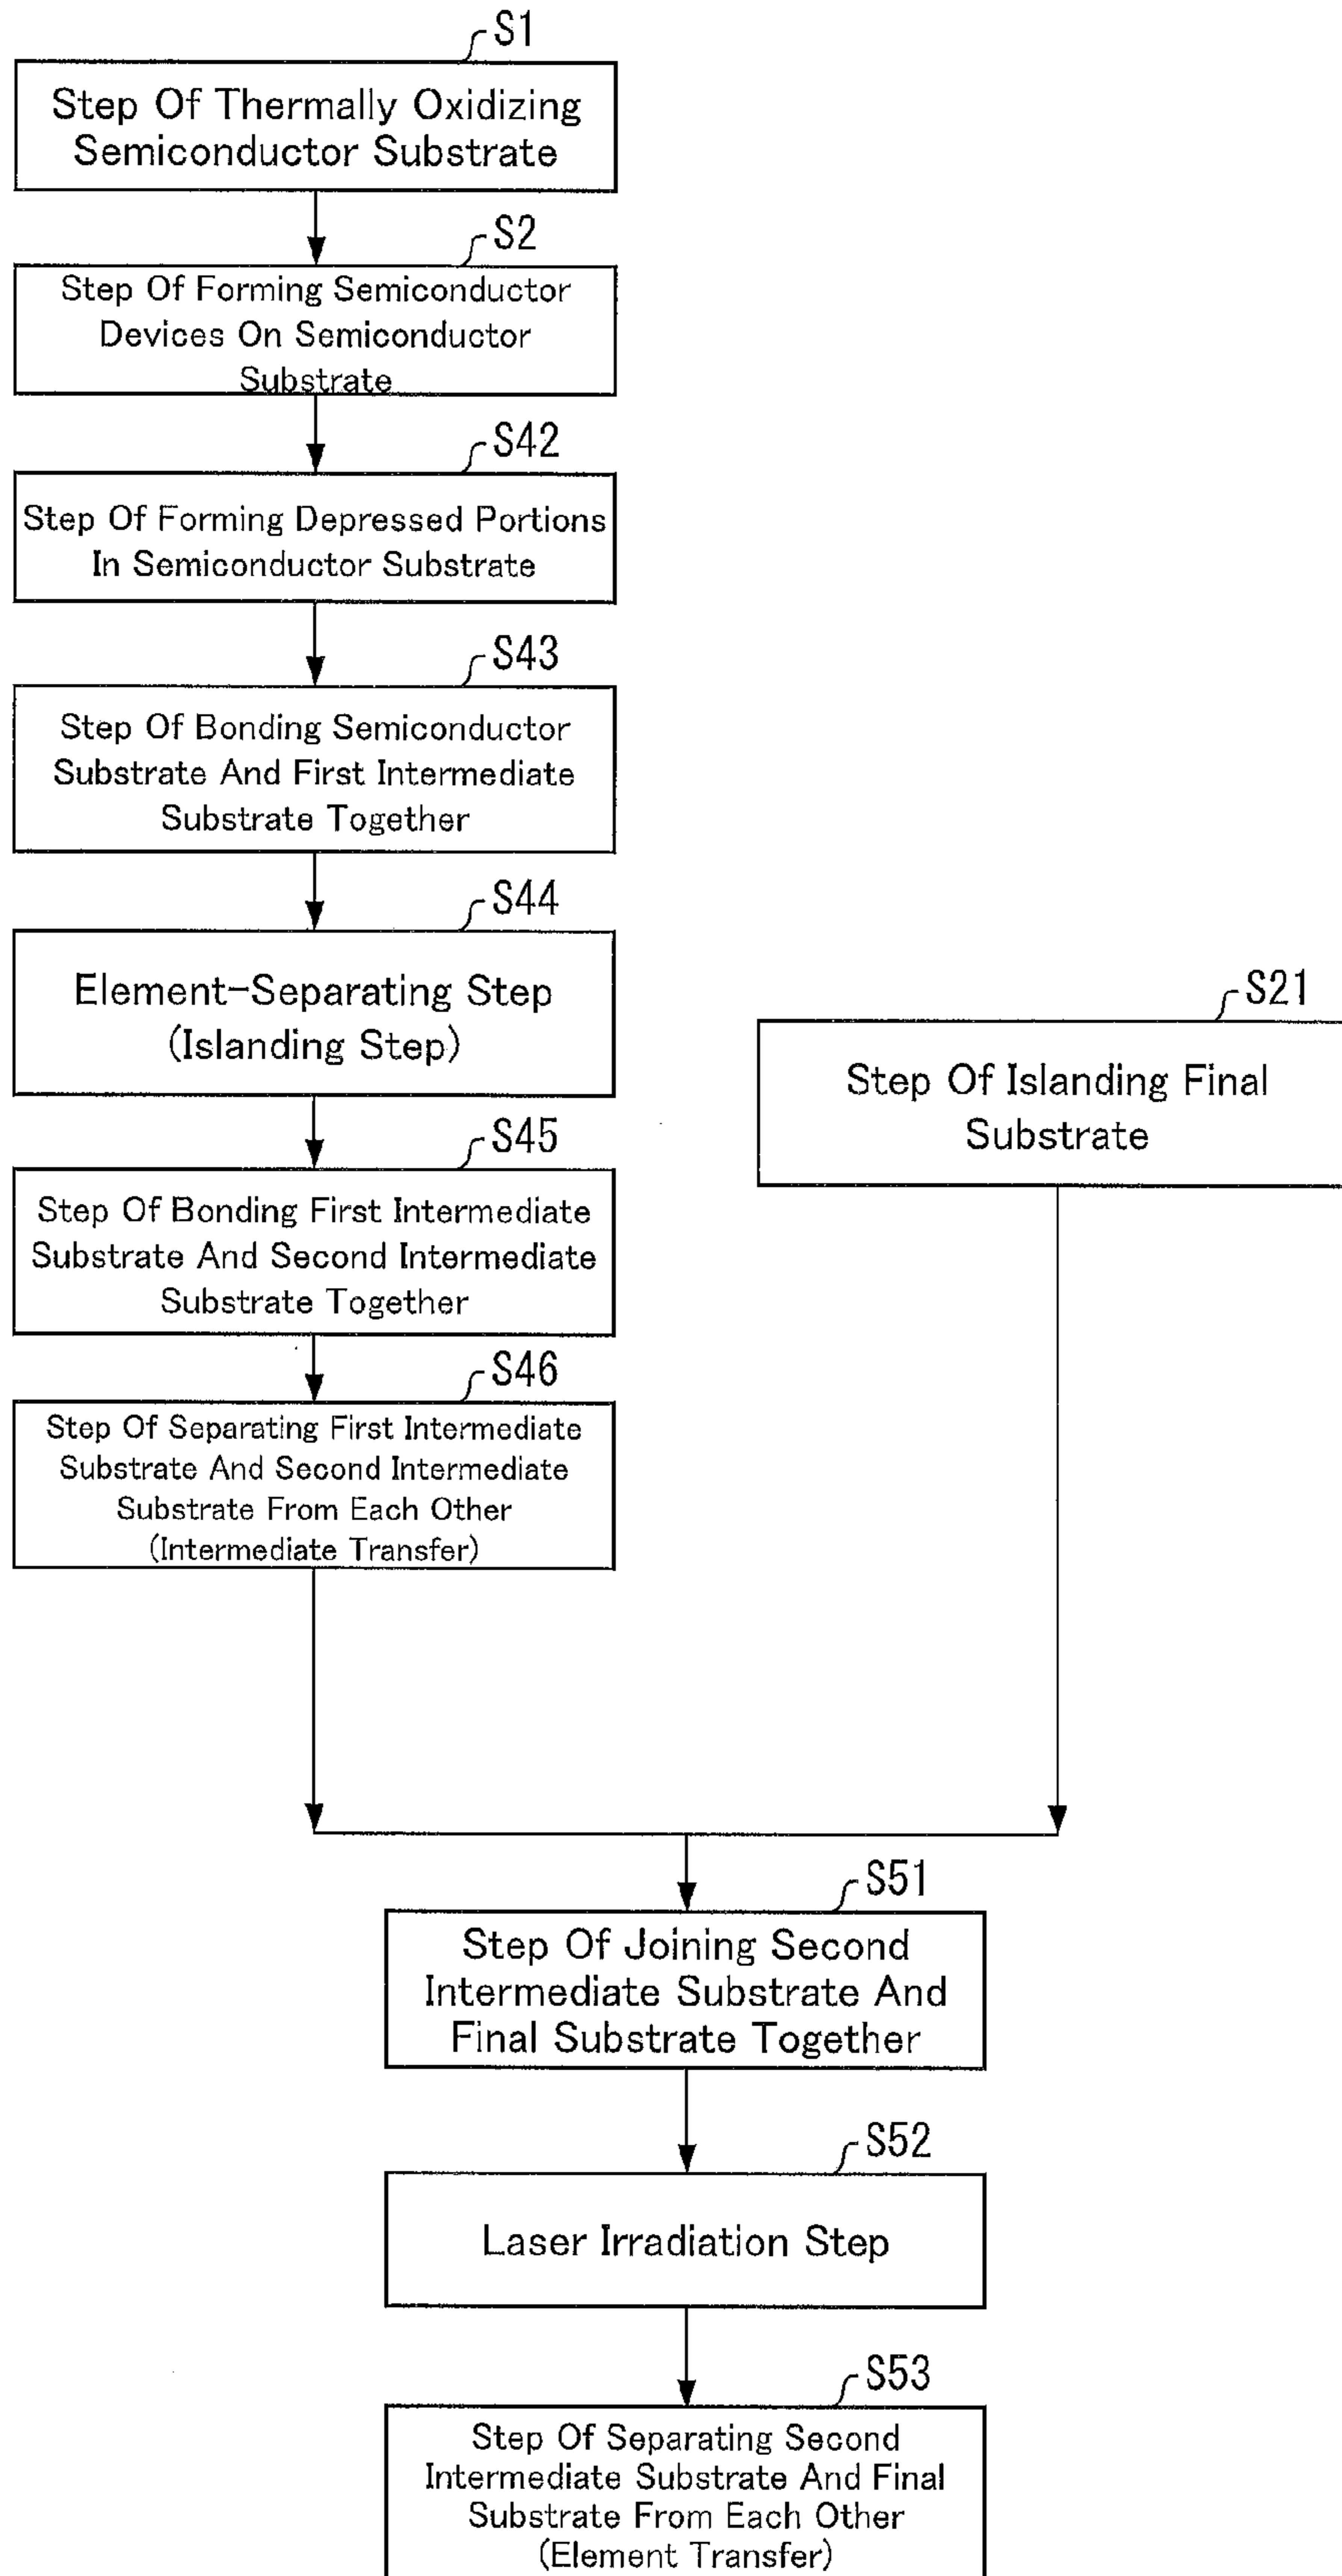 S1
Step Of Thermally Oxidizing
Semiconductor Substrate
S2
Step Of Forming Semiconductor
Devices On Semiconductor
Substrate
S42
Step Of Forming Depressed Portions
In Semiconductor Substrate
S43
Step Of Bonding Semiconductor
Substrate And First Intermediate
Substrate Together
S44
Element-Separating Step
(Islanding Step)
S21
Step Of Islanding Final
Substrate
S45
Step Of Bonding First Intermediate
Substrate And Second Intermediate
Substrate Together
S46
Step Of Separating First Intermediate
Substrate And Second Intermediate
Substrate From Each Other
(Intermediate Transfer)
S51
Step Of Joining Second
Intermediate Substrate And
Final Substrate Together
S52
Laser Irradiation Step
S53
Step Of Separating Second
Intermediate Substrate And Final
Substrate From Each Other
(Element Transfer)